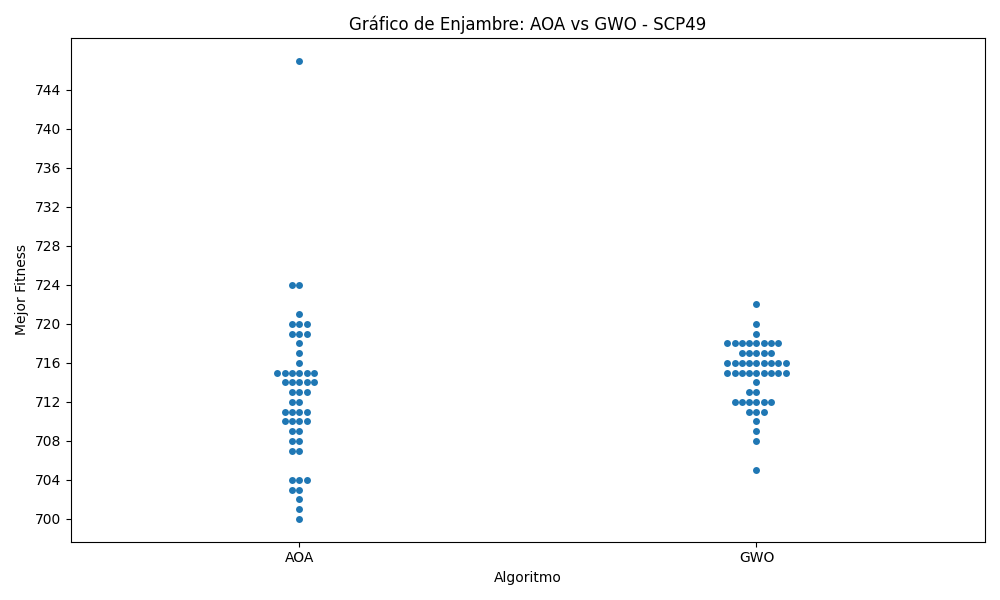 Gráfico de Enjambre: AOA vs GWO - SCP49
744
740
736
732
728
724
720
716
712
708
704
700
Mejor Fitness
AOA
GWO
Algoritmo